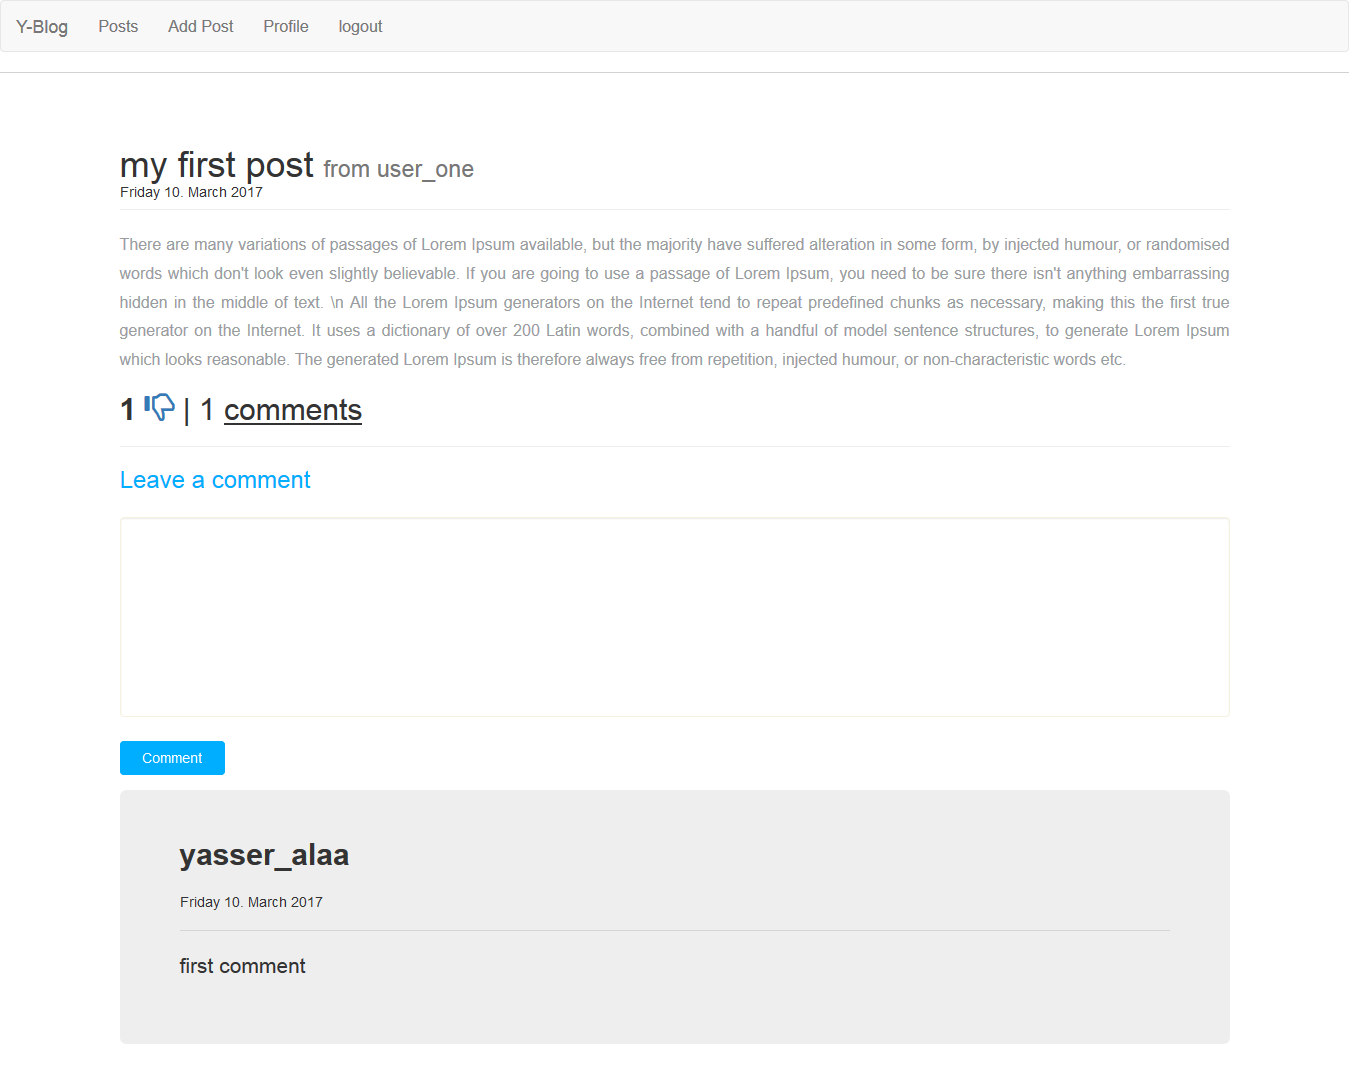 Y-Blog Posts Add Post Profile logout
my first post from user_one
Friday 10. March 2017
There are many variations of passages of Lorem Ipsum available, but the majority have suffered alteration in some form, by injected humour, or randomised
words which don't look even slightly believable. If you are going to use a passage of Lorem Ipsum, you need to be sure there isn't anything embarrassing
hidden in the middle of text. \n All the Lorem Ipsum generators on the Internet tend to repeat predefined chunks as necessary, making this the first true
generator on the Internet. It uses a dictionary of over 200 Latin words, combined with a handful of model sentence structures, to generate Lorem Ipsum
which looks reasonable. The generated Lorem Ipsum is therefore always free from repetition, injected humour, or non-characteristic words etc.
1 | 1 comments
Leave a comment
Comment
yasser_alaa
Friday 10. March 2017
first comment